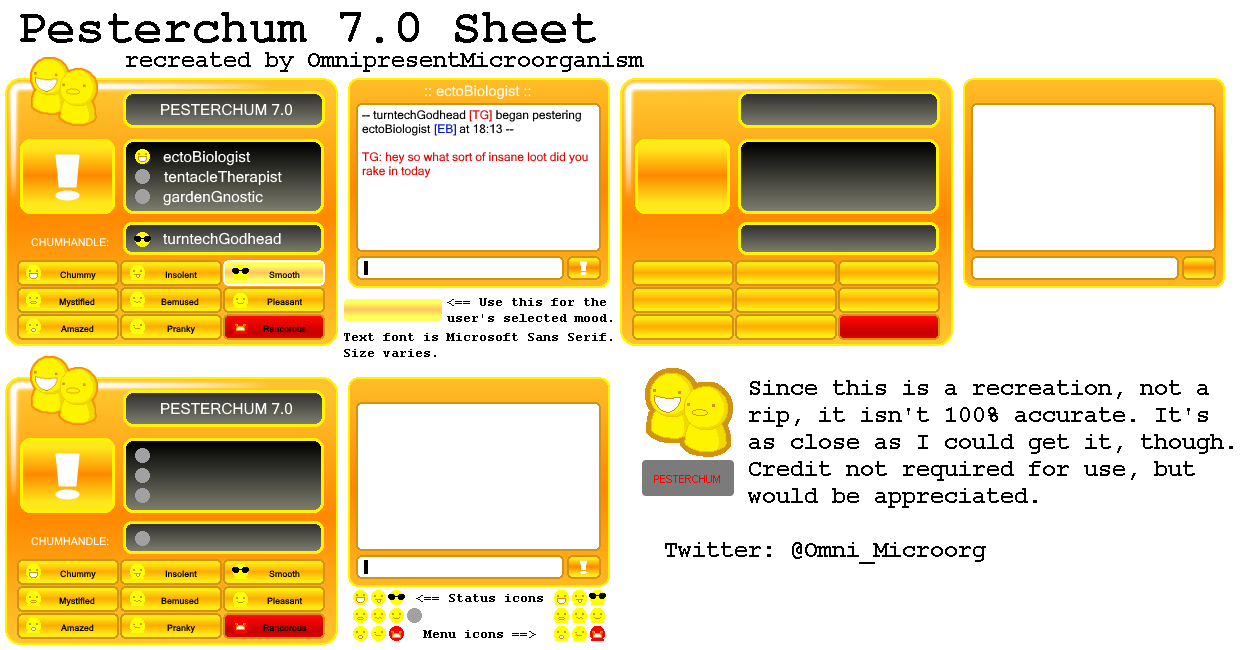 Pesterchum 7.0 Sheet
recreated by OmnipresentMicroorganism
PESTERCHUM 7.0
ectoBiologist
tentacleTherapist
gardenGnostic
CHUMHANDLE:
turntechGodhead
Chummy
Insolent
Smooth
Mystified
Bemused
Pleasant
Amazed
Pranky
Rancorous
:: ectoBiologist ::
-- turntechGodhead [TG] began pestering
ectoBiologist [EB] at 18:13 --
TG: hey so what sort of insane loot did you
rake in today
<== Use this for the
user's selected mood.
Text font is Microsoft Sans Serif.
Size varies.
PESTERCHUM 7.0
CHUMHANDLE:
Chummy
Insolent
Smooth
Mystified
Bemused
Pleasant
Amazed
Pranky
Rancorous
<== Status icons
Menu icons ==>
PESTERCHUM
Since this is a recreation, not a
rip, it isn't 100% accurate. It's
as close as I could get it, though.
Credit not required for use, but
would be appreciated.
Twitter: @Omni_Microorg